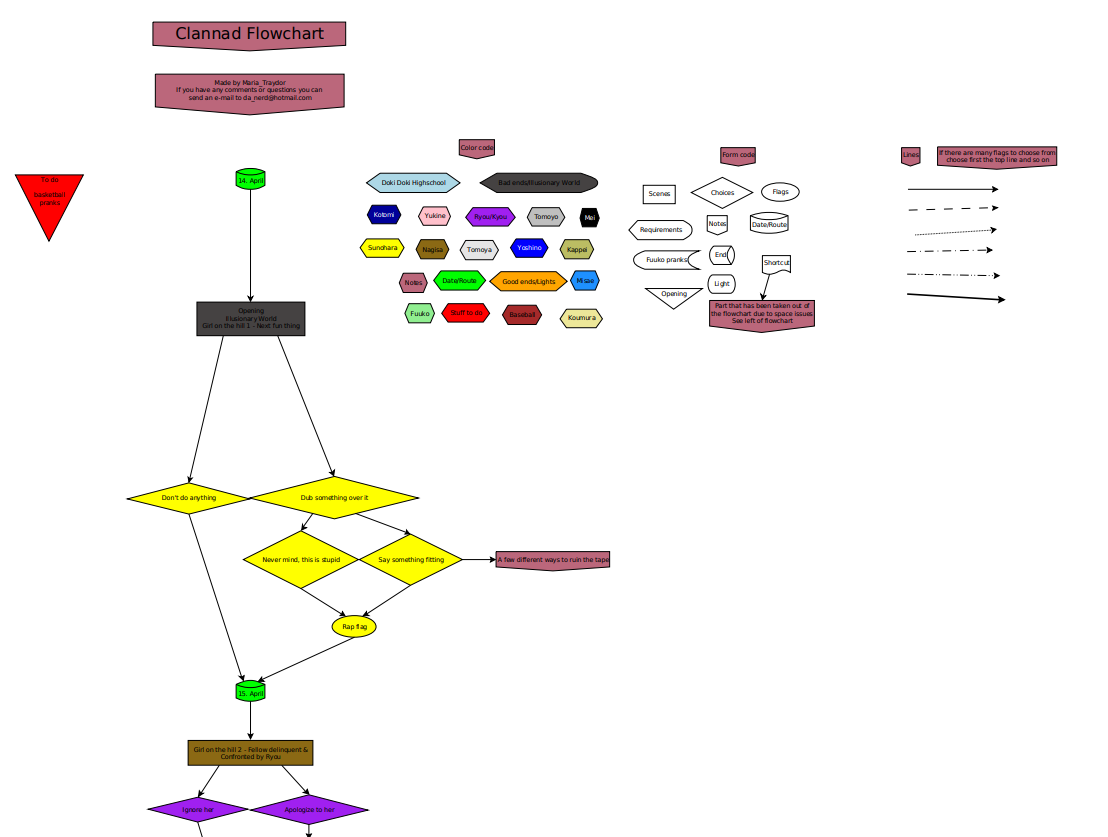 Clannad Flowchart
Made by Maria_Traydor
If you have any comments or questions you can
send an e-mail to da_nerd@hotmail.com
Color code
Form code
Lines
If there are many flags to choose from
choose first the top line and so on
To do
basketball
pranks
14. April
Doki Doki Highschool
Bad ends/Illusionary World
Kotomi
Yukine
Ryou/Kyou
Tomoyo
Mei
Sunohara
Nagisa
Tomoya
Yoshino
Kappei
Notes
Date/Route
Good ends/Lights
Misae
Fuuko
Stuff to do
Baseball
Koumura
Scenes
Choices
Flags
Requirements
Notes
Date/Route
Fuuko pranks
End
Shortcut
Opening
Light
Part that has been taken out of
the flowchart due to space issues
See left of flowchart
Opening
Illusionary World
Girl on the hill 1 - Next fun thing
Don't do anything
Dub something over it
Never mind, this is stupid
Say something fitting
A few different ways to ruin the tape
Rap flag
15. April
Girl on the hill 2 - Fellow delinquent &
Confronted by Ryou
Ignore her
Apologize to her